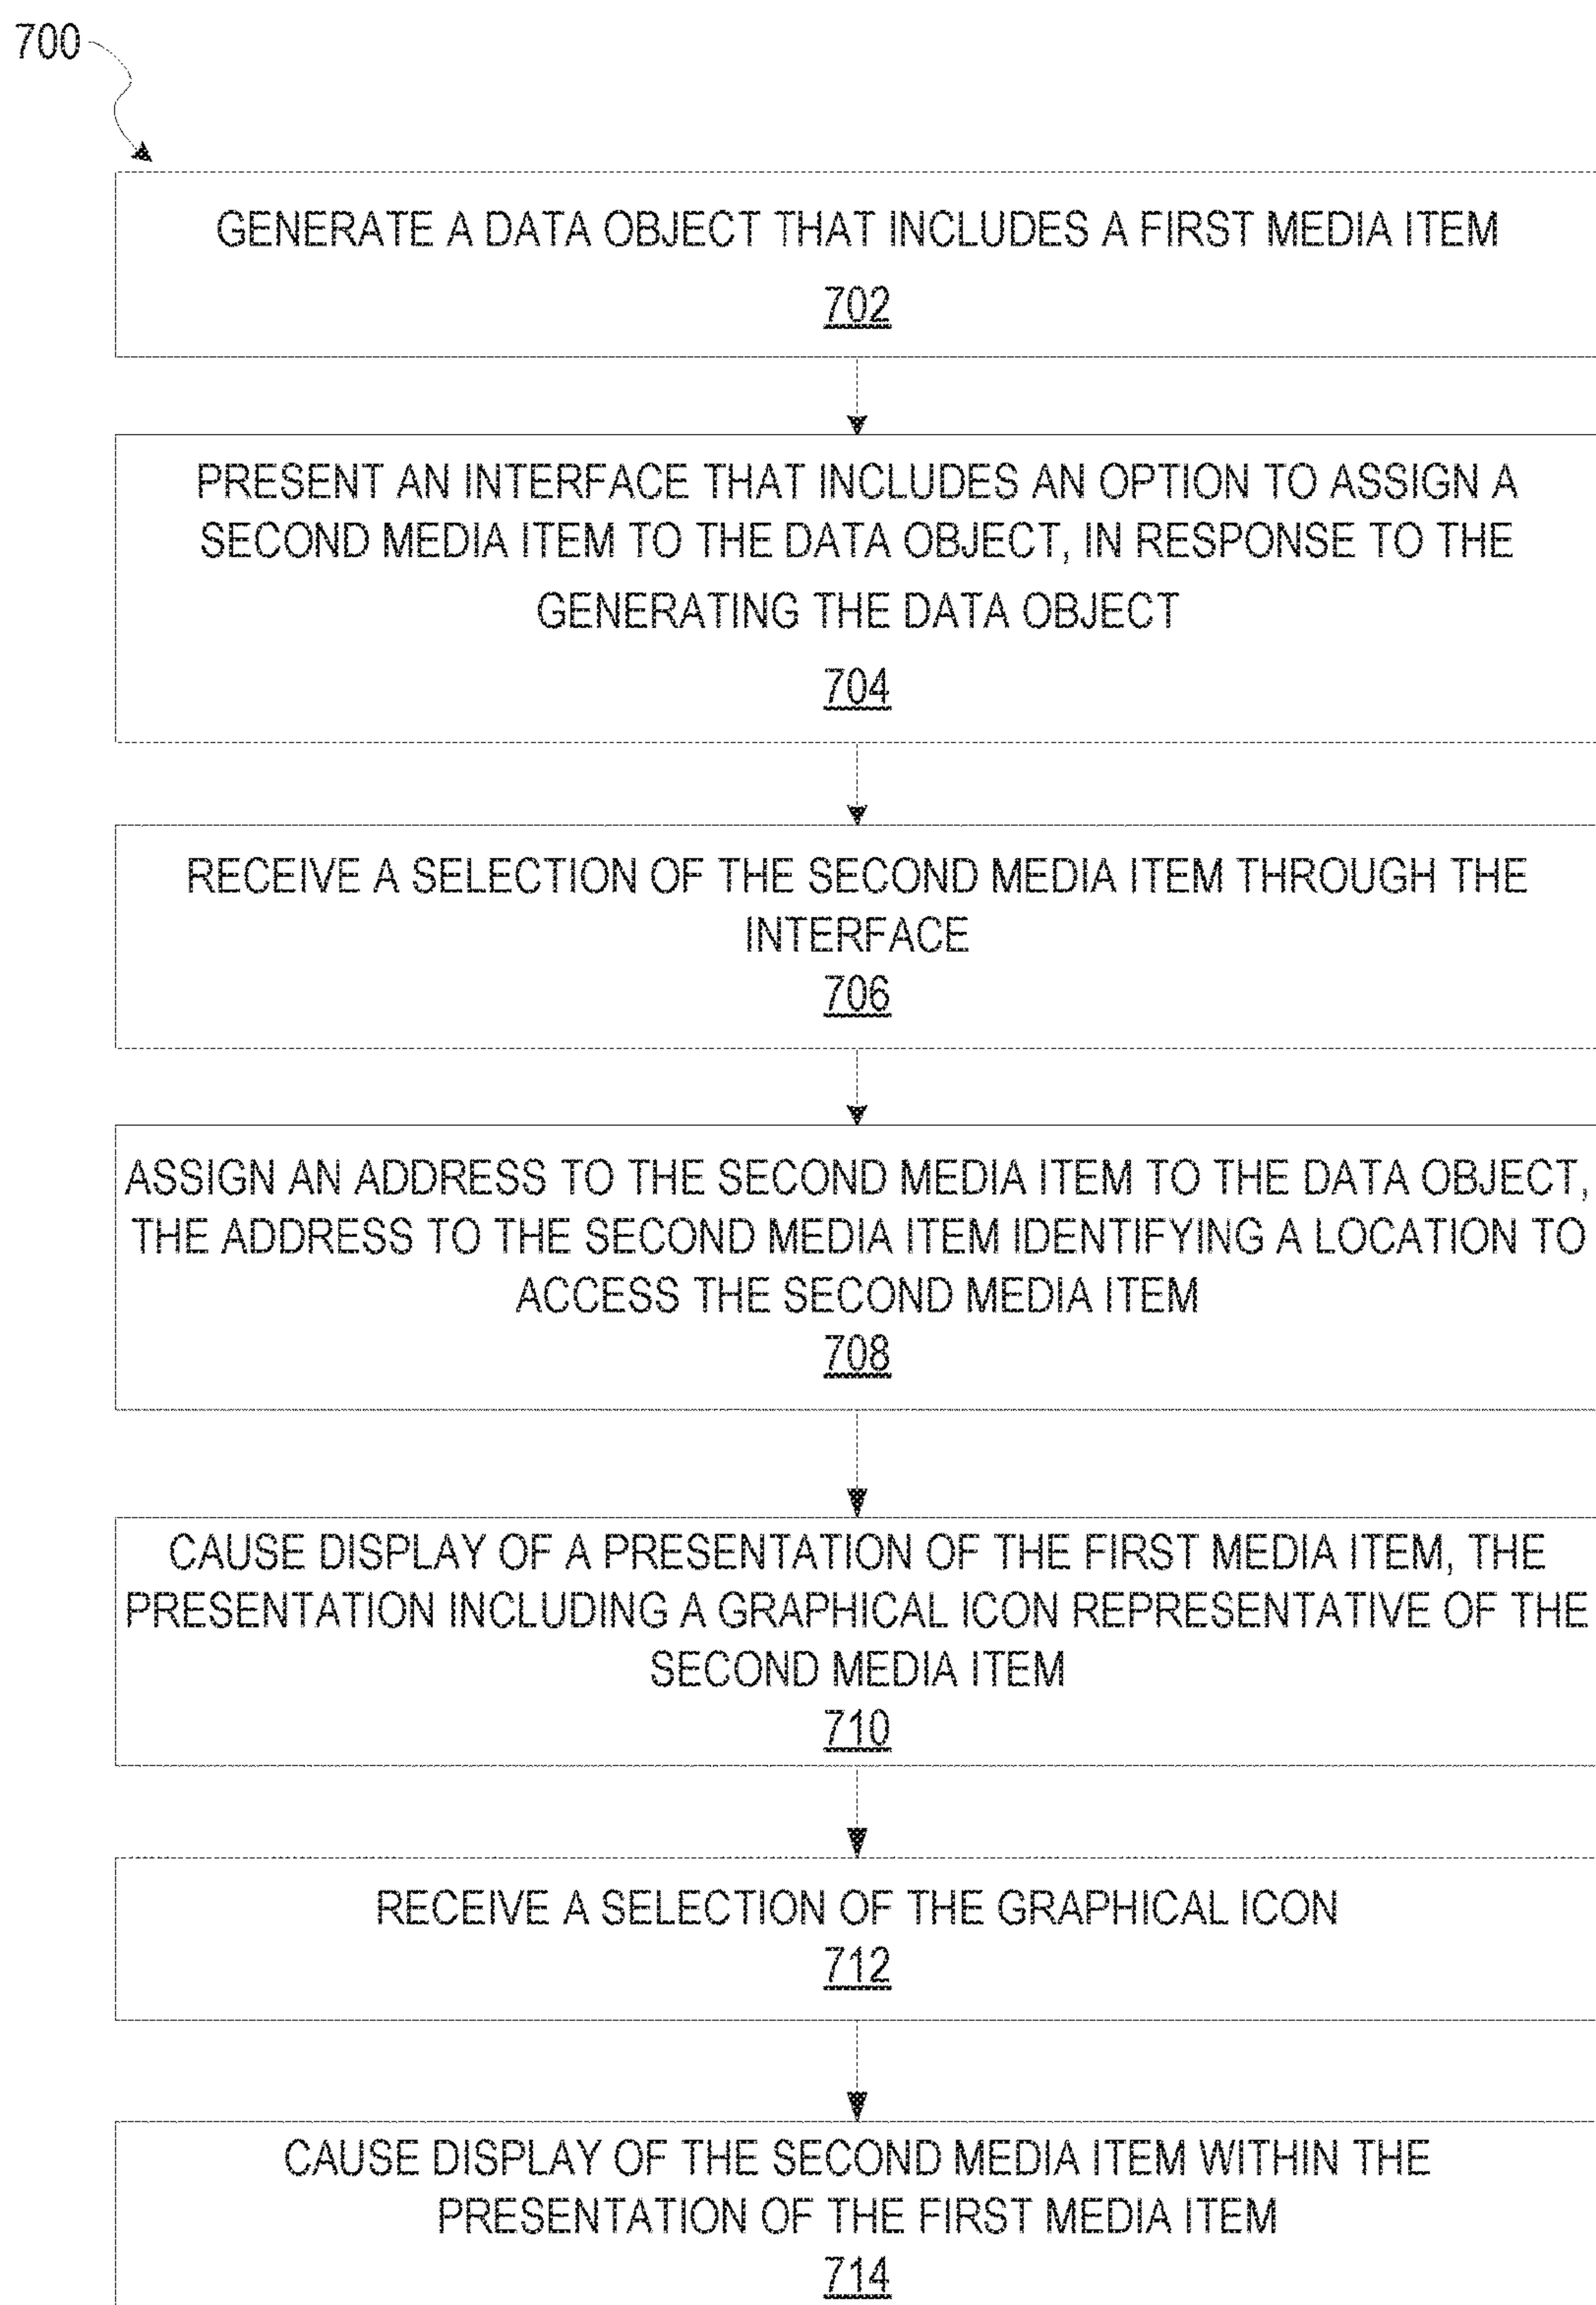 700
GENERATE A DATA OBJECT THAT INCLUDES A FIRST MEDIA ITEM
702
PRESENT AN INTERFACE THAT INCLUDES AN OPTION TO ASSIGN A
SECOND MEDIA ITEM TO THE DATA OBJECT, IN RESPONSE TO THE
GENERATING THE DATA OBJECT
704
RECEIVE A SELECTION OF THE SECOND MEDIA ITEM THROUGH THE
INTERFACE
706
ASSIGN AN ADDRESS TO THE SECOND MEDIA ITEM TO THE DATA OBJECT,
THE ADDRESS TO THE SECOND MEDIA ITEM IDENTIFYING A LOCATION TO
ACCESS THE SECOND MEDIA ITEM
708
CAUSE DISPLAY OF A PRESENTATION OF THE FIRST MEDIA ITEM, THE
PRESENTATION INCLUDING A GRAPHICAL ICON REPRESENTATIVE OF THE
SECOND MEDIA ITEM
710
RECEIVE A SELECTION OF THE GRAPHICAL ICON
712
CAUSE DISPLAY OF THE SECOND MEDIA ITEM WITHIN THE
PRESENTATION OF THE FIRST MEDIA ITEM
714